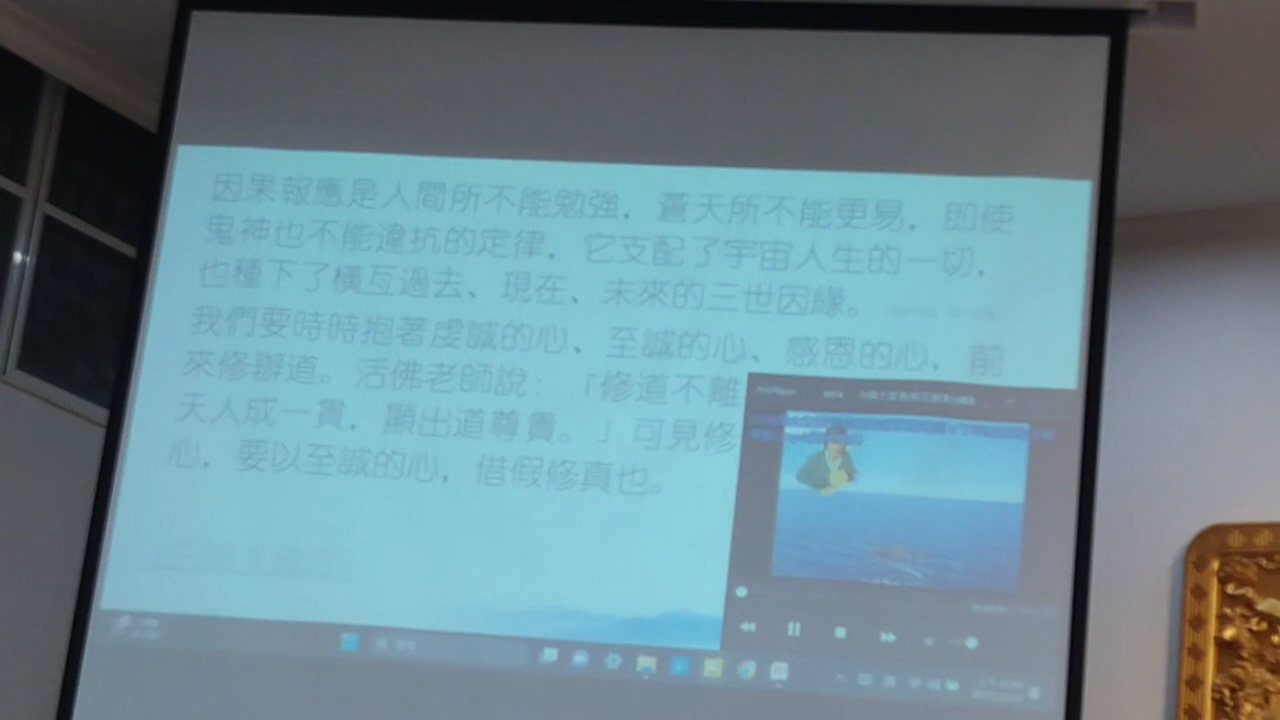 因果報應是人間所不能勉強，蒼天所不能更易，即使
鬼神也不能違抗的定律，它支配了宇宙人生的一切，
也種下了橫亙過去、現在、未來的三世因緣。
我們要時時抱著虔誠的心、至誠的心、感恩的心，前
來修辦道。活佛老師說：「修道不離
天人成一貫，顯出道尊貴。」可見修
心，要以至誠的心，借假修真也。